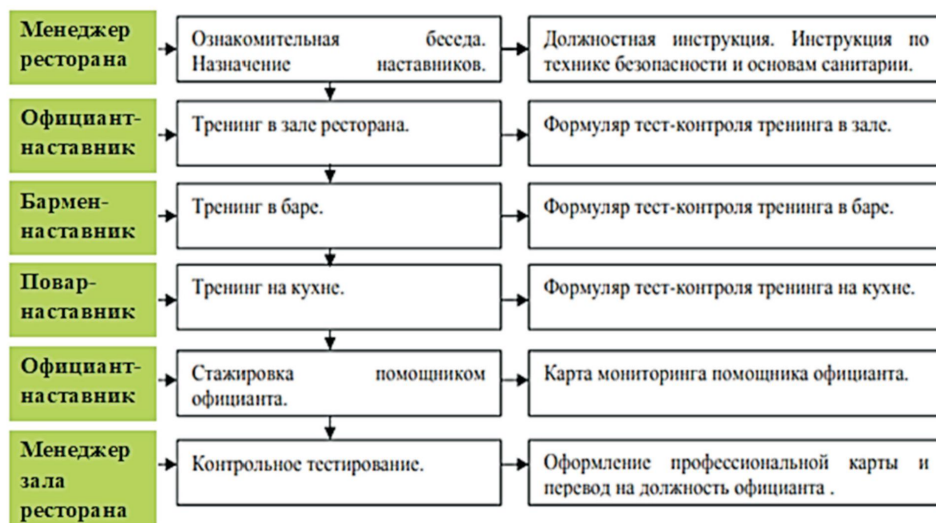 Менеджер
ресторана
Ознакомительная беседа.
Назначение наставников.
Должностная инструкция. Инструкция по
технике безопасности и основам санитарии.
Официант-
наставник
Тренинг в зале ресторана.
Формуляр тест-контроля тренинга в зале.
Бармен-
наставник
Тренинг в баре.
Формуляр тест-контроля тренинга в баре.
Повар-
наставник
Тренинг на кухне.
Формуляр тест-контроля тренинга на кухне.
Официант-
наставник
Стажировка помощником
официанта.
Карта мониторинга помощника официанта.
Менеджер
зала
ресторана
Контрольное тестирование.
Оформление профессиональной карты и
перевод на должность официанта .